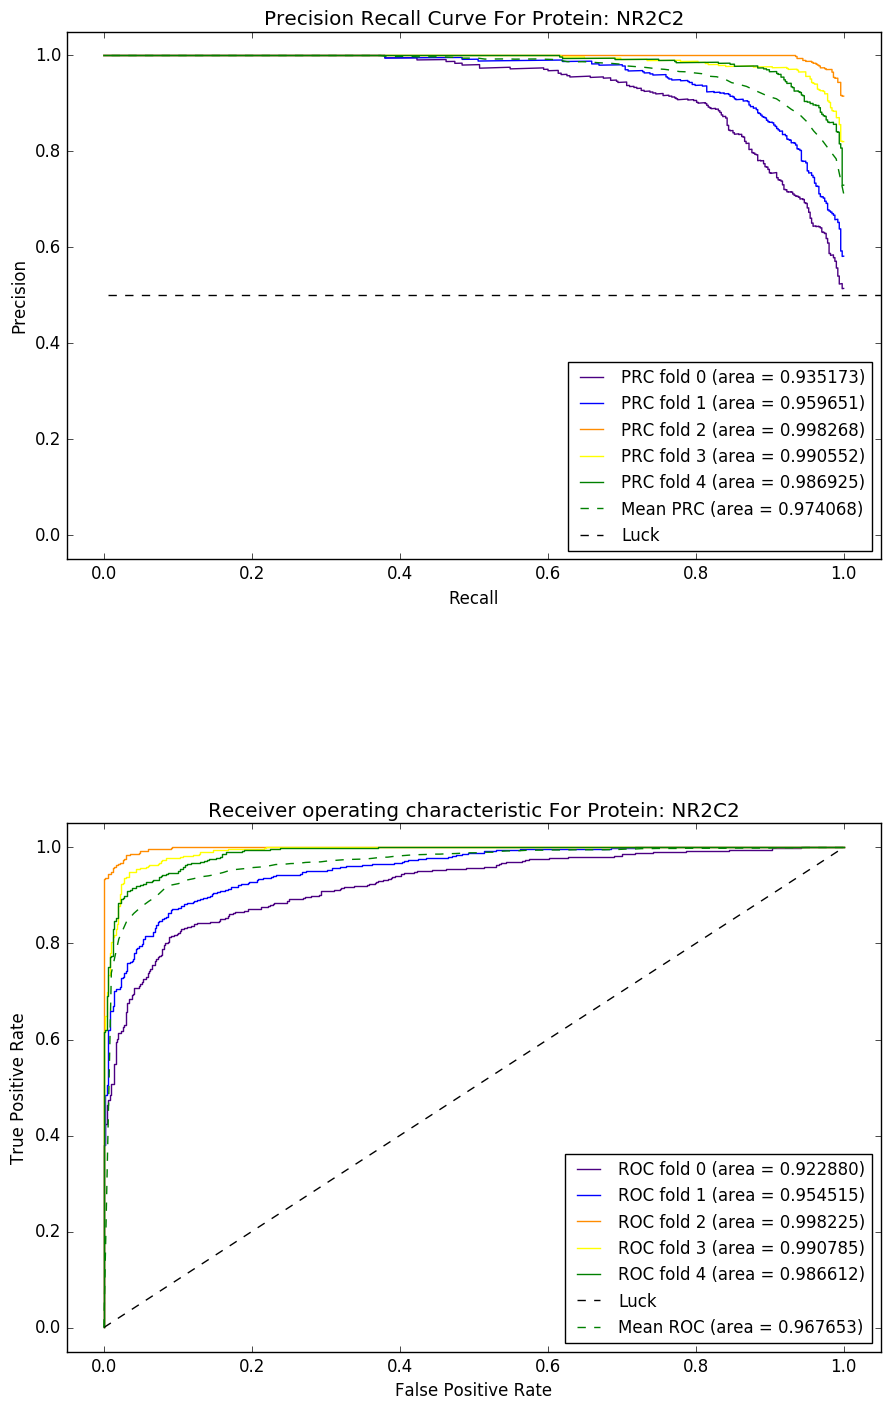 Precision Recall Curve For Protein: NR2C2
1.0
0.8
0.6
0.4
0.2
0.0
Precision
PRC fold 0 (area = 0.935173)
PRC fold 1 (area = 0.959651)
PRC fold 2 (area = 0.998268)
PRC fold 3 (area = 0.990552)
PRC fold 4 (area = 0.986925)
Mean PRC (area = 0.974068)
Luck
0.0 0.2 0.4 0.6 0.8 1.0
Recall
Receiver operating characteristic For Protein: NR2C2
1.0
0.8
0.6
0.4
0.2
0.0
True Positive Rate
ROC fold 0 (area = 0.922880)
ROC fold 1 (area = 0.954515)
ROC fold 2 (area = 0.998225)
ROC fold 3 (area = 0.990785)
ROC fold 4 (area = 0.986612)
Luck
Mean ROC (area = 0.967653)
0.0 0.2 0.4 0.6 0.8 1.0
False Positive Rate